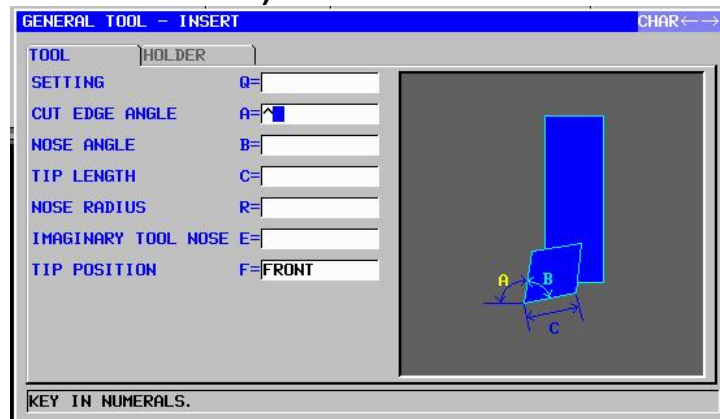 GENERAL TOOL - INSERT CHAR←→
TOOL HOLDER
SETTING Q=
CUT EDGE ANGLE A=^
NOSE ANGLE B=
TIP LENGTH C=
NOSE RADIUS R=
IMAGINARY TOOL NOSE E=
TIP POSITION F=FRONT
A B
C
KEY IN NUMERALS.